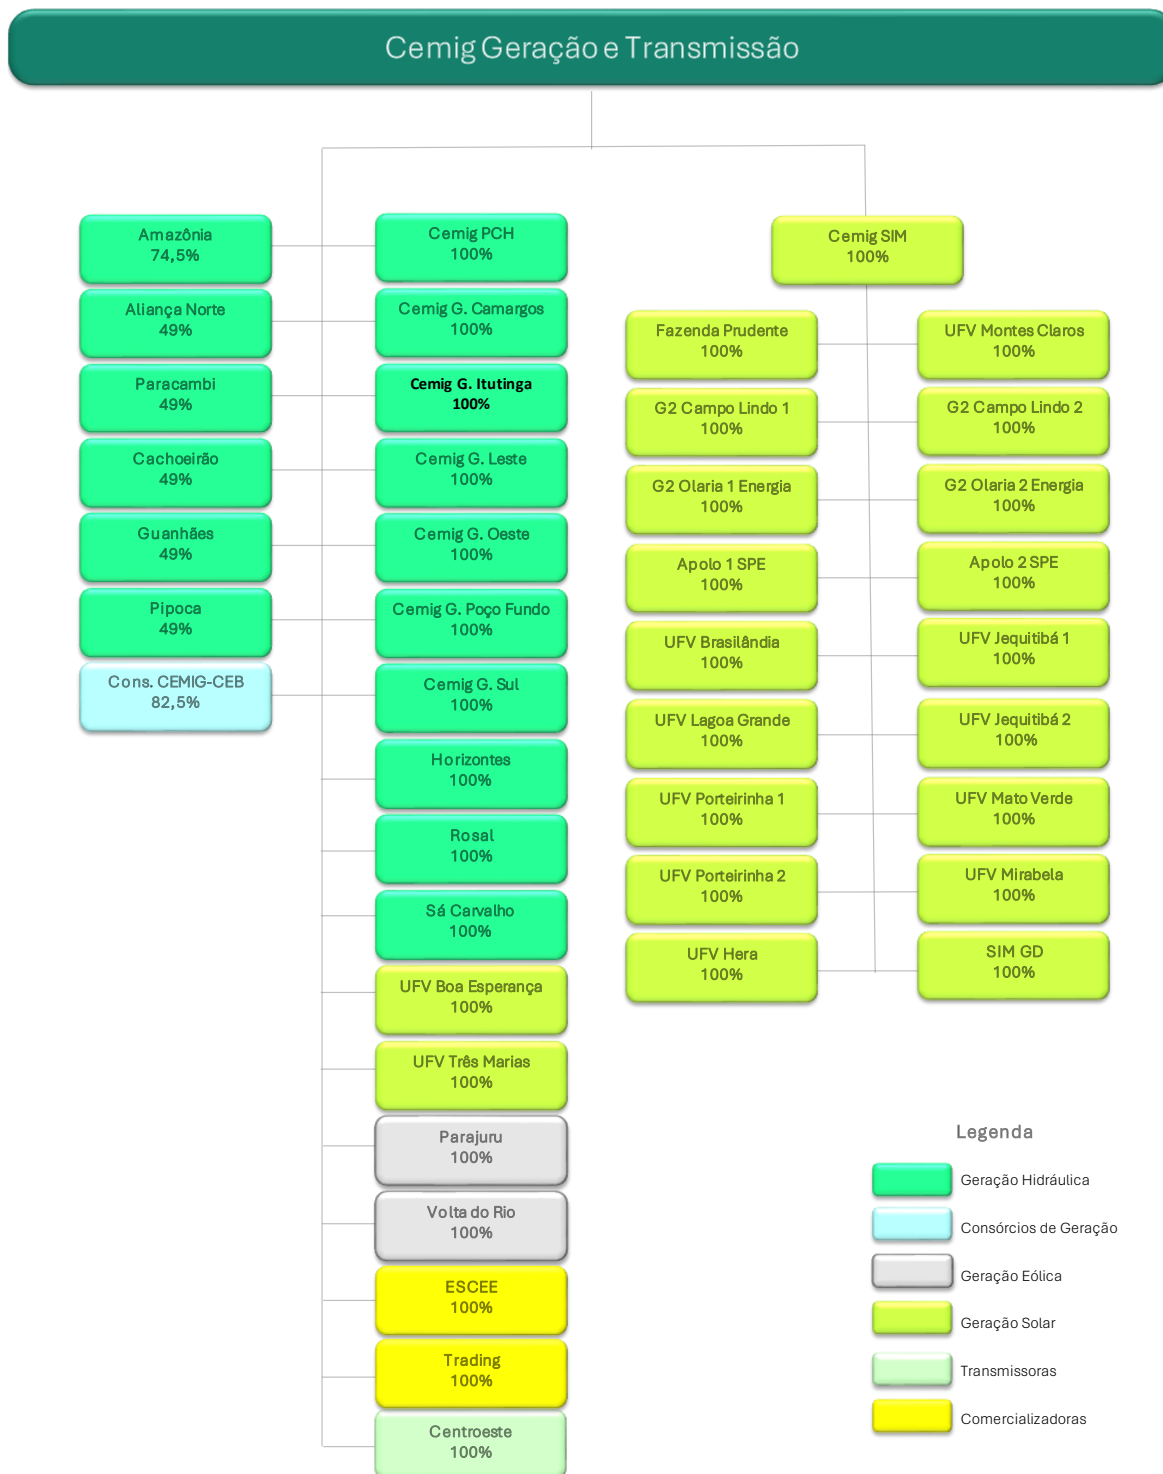 Cemig Geração e Transmissão
Amazônia
74,5%
Aliança Norte
49%
Paracambi
49%
Cachoeirão
49%
Guanhães
49%
Pipoca
49%
Cons. CEMIG-CEB
82,5%
Cemig PCH
100%
Cemig G. Camargos
100%
Cemig G. Itutinga
100%
Cemig G. Leste
100%
Cemig G. Oeste
100%
Cemig G. Poço Fundo
100%
Cemig G. Sul
100%
Horizontes
100%
Rosal
100%
Sá Carvalho
100%
UFV Boa Esperança
100%
UFV Três Marias
100%
Parajuru
100%
Volta do Rio
100%
ESCEE
100%
Trading
100%
Centroeste
100%
Cemig SIM
100%
Fazenda Prudente
100%
G2 Campo Lindo 1
100%
G2 Olaria 1 Energia
100%
Apolo 1 SPE
100%
UFV Brasilândia
100%
UFV Lagoa Grande
100%
UFV Porteirinha 1
100%
UFV Porteirinha 2
100%
UFV Hera
100%
UFV Montes Claros
100%
G2 Campo Lindo 2
100%
G2 Olaria 2 Energia
100%
Apolo 2 SPE
100%
UFV Jequitibá 1
100%
UFV Jequitibá 2
100%
UFV Mato Verde
100%
UFV Mirabela
100%
SIM GD
100%
Legenda
Geração Hidráulica
Consórcios de Geração
Geração Eólica
Geração Solar
Transmissoras
Comercializadoras